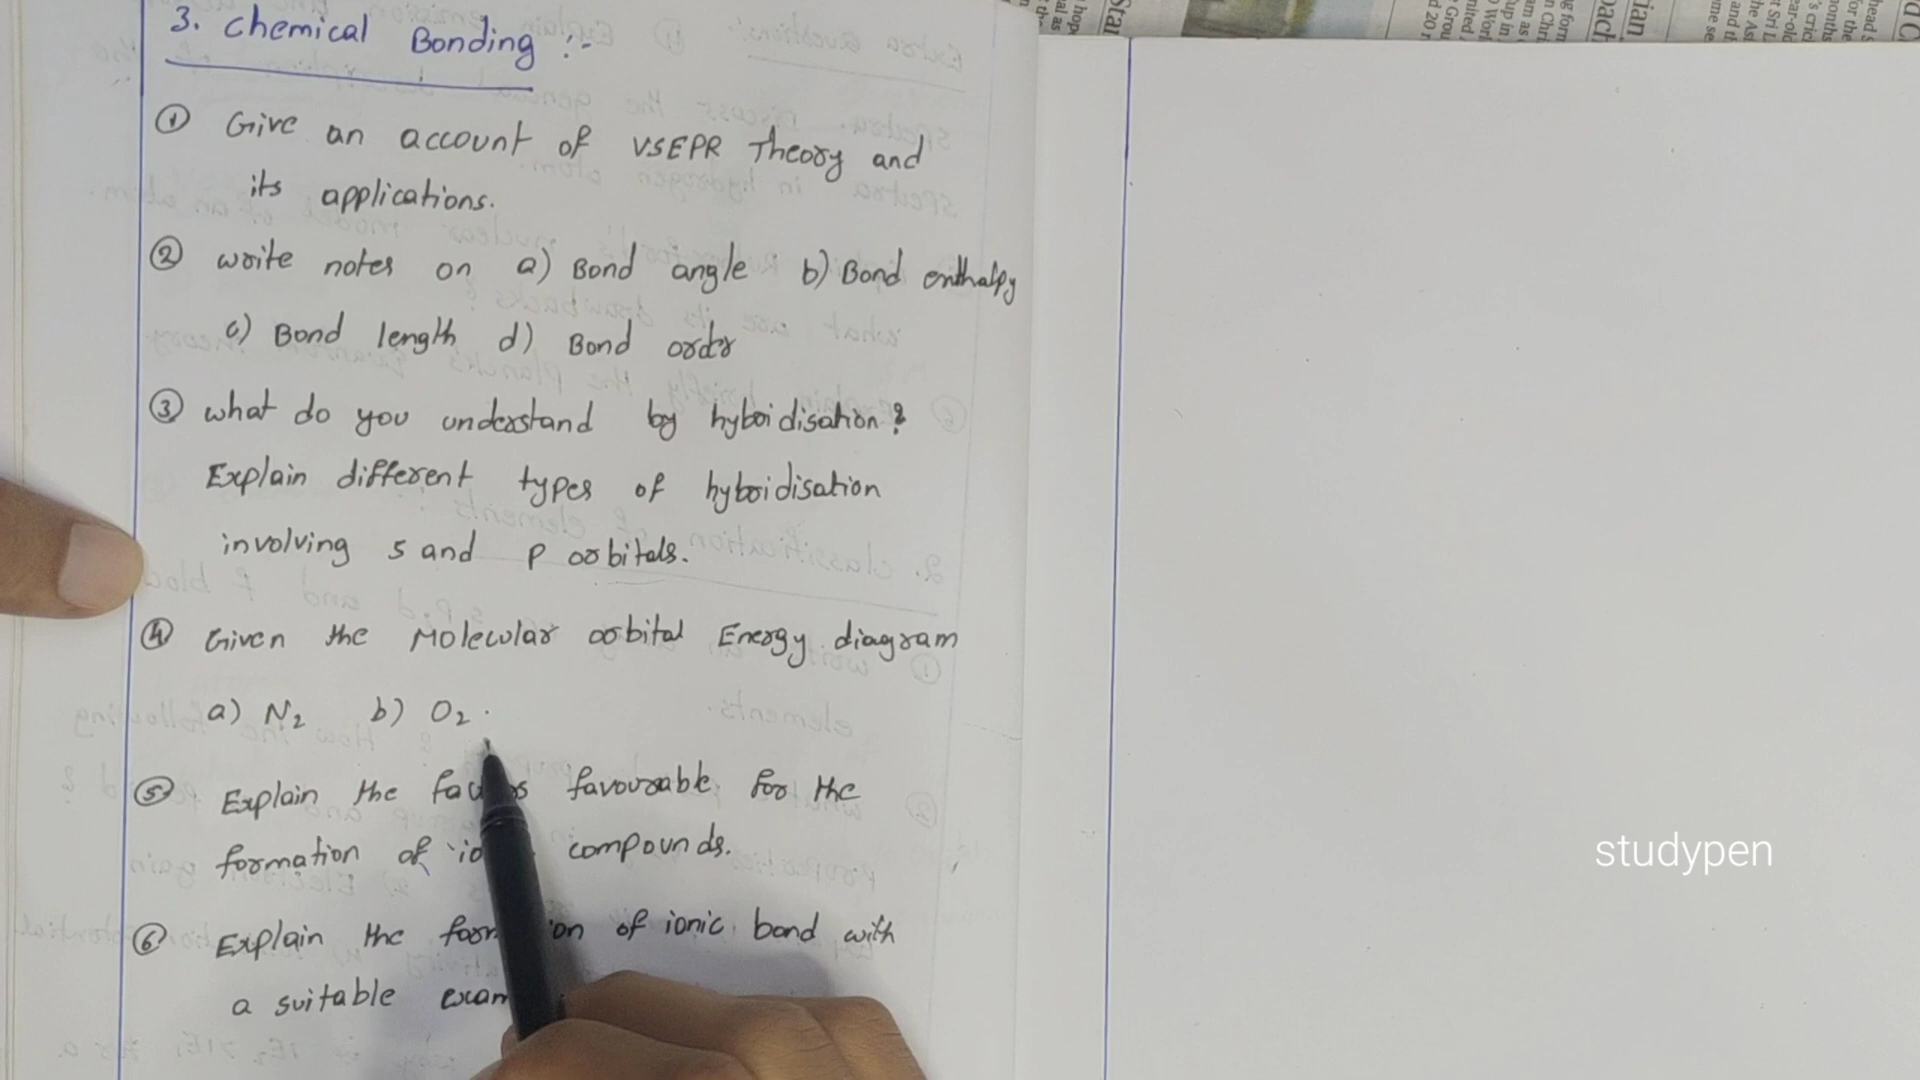 3. Chemical Bonding :-
① Give an account of VSEPR Theory and
its applications.
② write notes on a) Bond angle b) Bond enthalpy
c) Bond length d) Bond order
③ what do you understand by hybridisation?
Explain different types of hybridisation
involving s and p orbitals.
④ Given the Molecular orbital Energy diagram
a) N₂ b) O₂.
⑤ Explain the favourable for the
formation of compounds.
⑥ Explain the of ionic bond with
a suitable
studypen